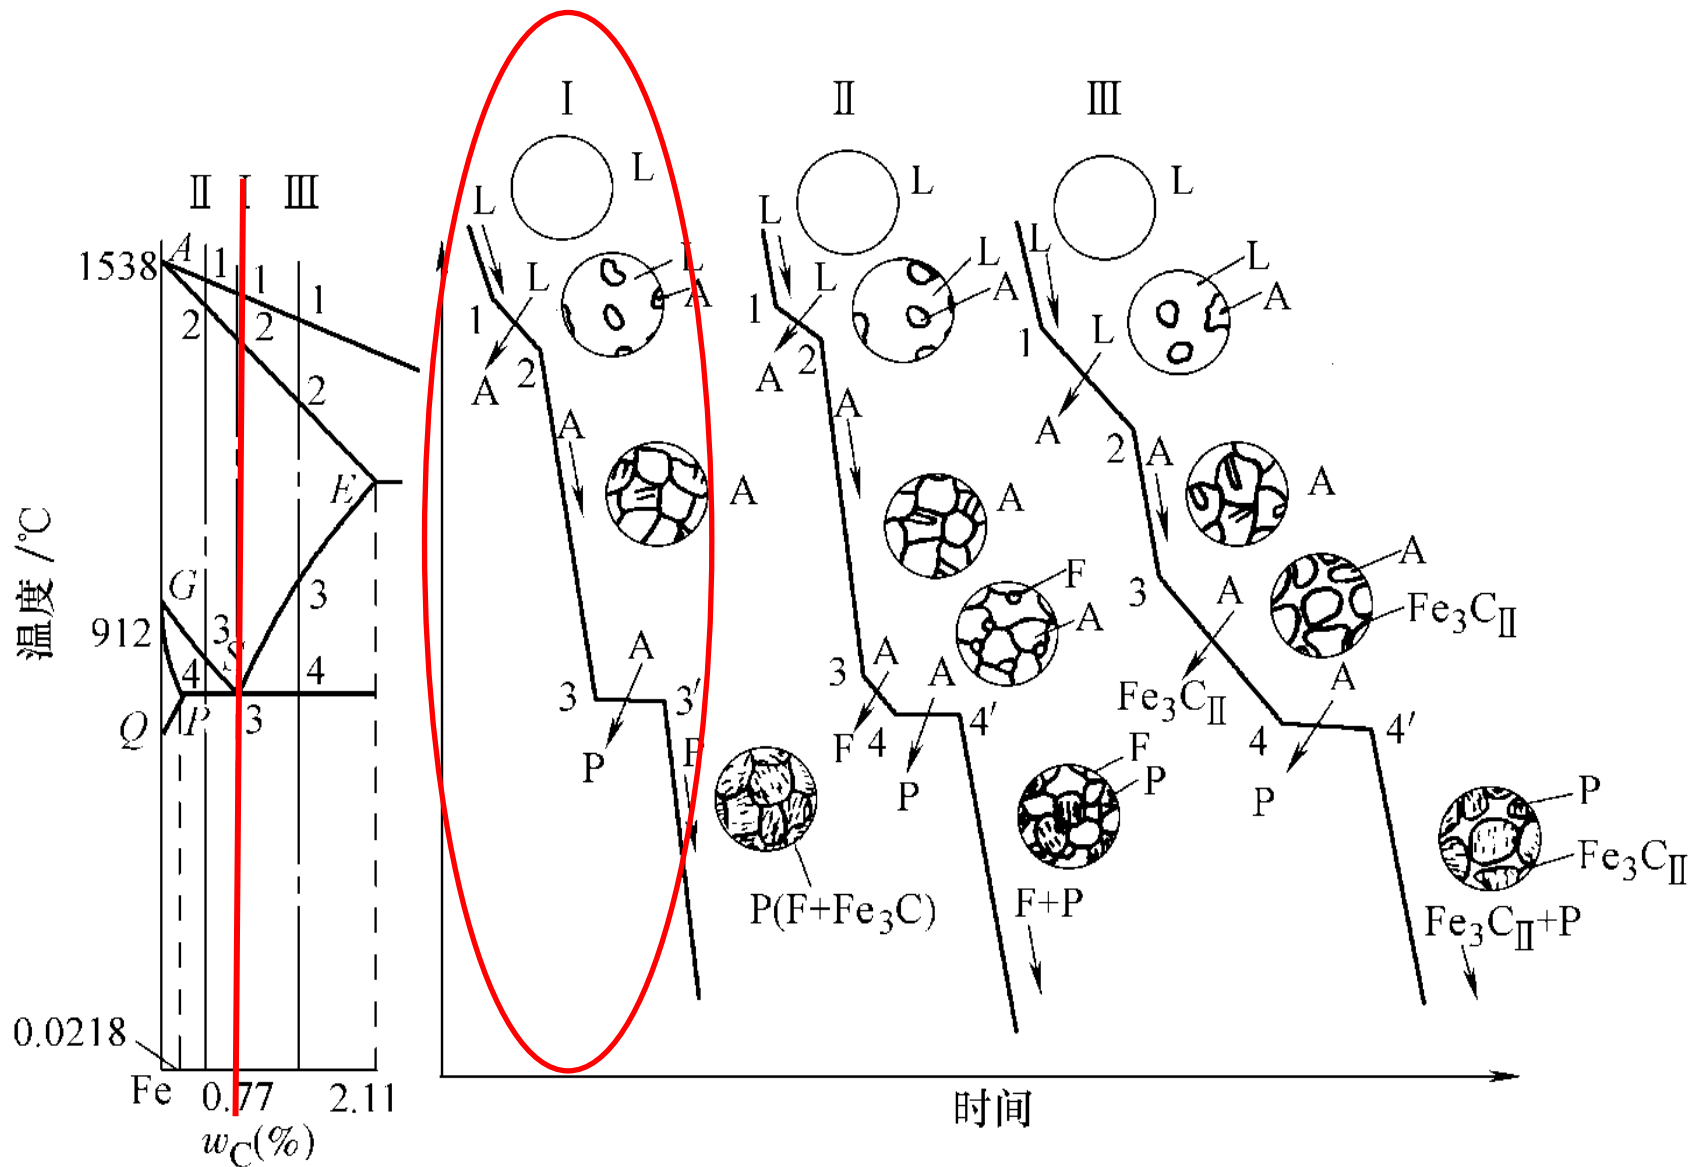 Ⅱ Ⅰ Ⅲ
1538 A 1 1 1
2 2 2
E
G
912 3 S 3
4 4
Q P 3
温度 /℃
0.0218
Fe 0.77 2.11
wC(%)
Ⅰ
L
L
L
L
A
1
2
A
A
A
A
3 3′
P
P
P(F+Fe3C)
Ⅱ
L
L
L
L
A
1
2
A
A
A
F
A
3
A
A
F
4 4′
P
F
P
F+P
Ⅲ
L
L
L
L
A
1
A
2
A
A
3
A
A
Fe3CⅡ
Fe3CⅡ
A
4 4′
P
P
Fe3CⅡ
Fe3CⅡ+P
时间